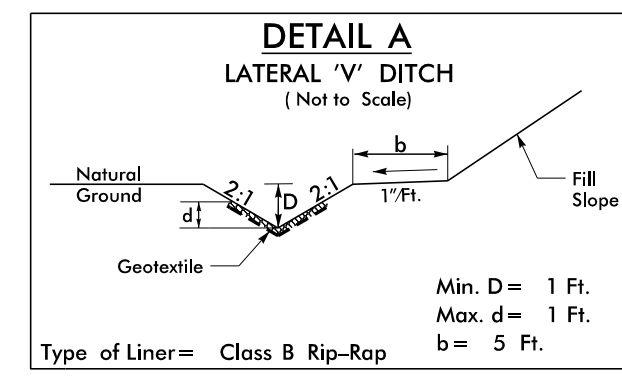 DETAIL A
LATERAL 'V' DITCH
( Not to Scale)
b
Natural
Ground
2:1
D
2:1
1"/Ft.
d
Fill
Slope
Geotextile
Min. D= 1 Ft.
Max. d= 1 Ft.
b= 5 Ft.
Type of Liner= Class B Rip-Rap